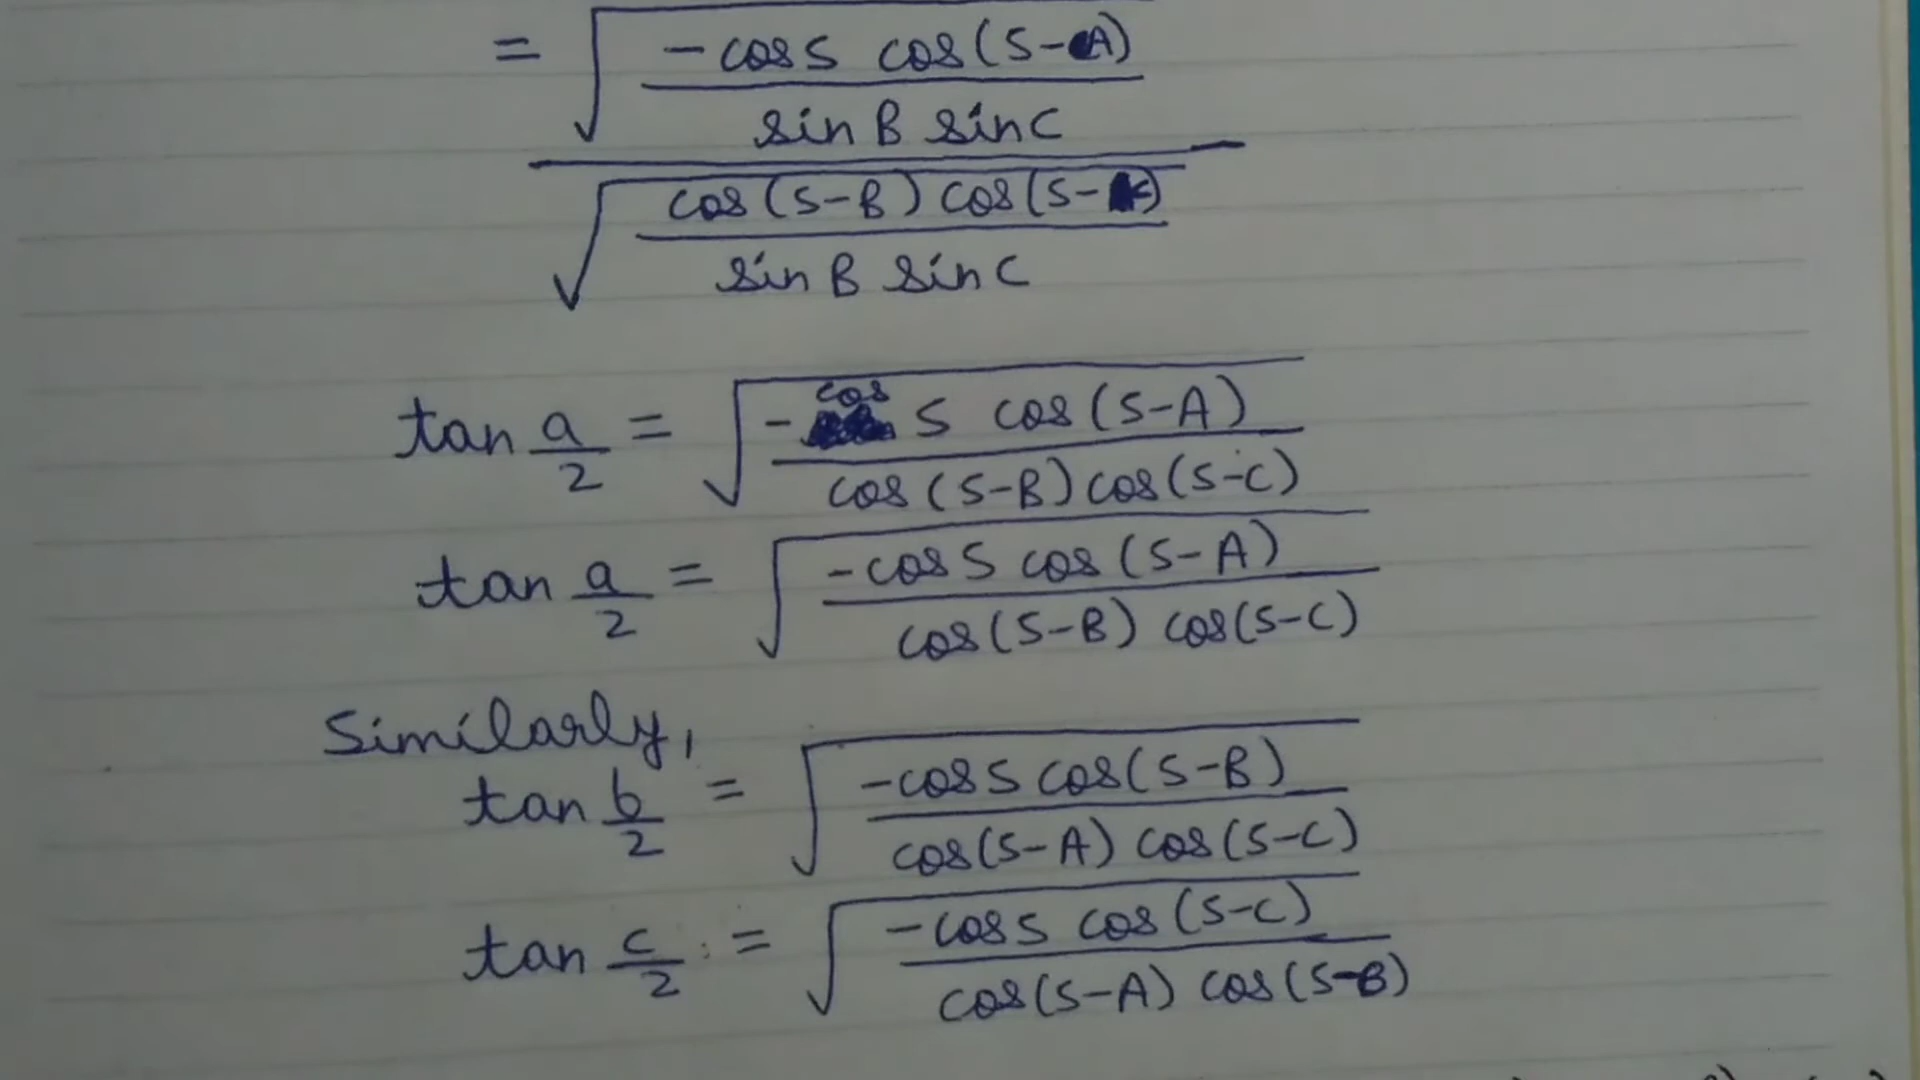 = √(-cos S cos(S-A) / sin B sin C)
/ √(cos(S-B) cos(S-C) / sin B sin C)
tan a/2 = √(-cos S cos(S-A) / cos(S-B) cos(S-C))
tan a/2 = √(-cos S cos(S-A) / cos(S-B) cos(S-C))
Similarly,
tan b/2 = √(-cos S cos(S-B) / cos(S-A) cos(S-C))
tan c/2 = √(-cos S cos(S-C) / cos(S-A) cos(S-B))